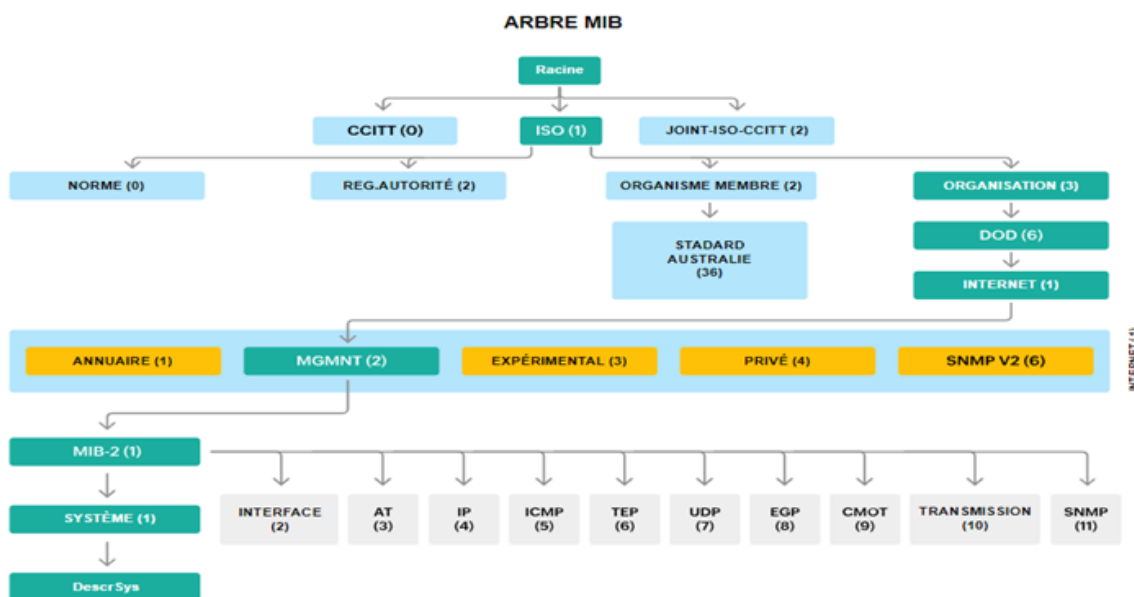 ARBRE MIB
Racine
CCITT (0)
ISO (1)
JOINT-ISO-CCITT (2)
NORME (0)
REG.AUTORITÉ (2)
ORGANISME MEMBRE (2)
ORGANISATION (3)
STADARD
AUSTRALIE
(36)
DOD (6)
INTERNET (1)
ANNUAIRE (1)
MGMNT (2)
EXPÉRIMENTAL (3)
PRIVÉ (4)
SNMP V2 (6)
INTERNET (1)
MIB-2 (1)
SYSTÈME (1)
INTERFACE
(2)
AT
(3)
IP
(4)
ICMP
(5)
TEP
(6)
UDP
(7)
EGP
(8)
CMOT
(9)
TRANSMISSION
(10)
SNMP
(11)
DescrSys